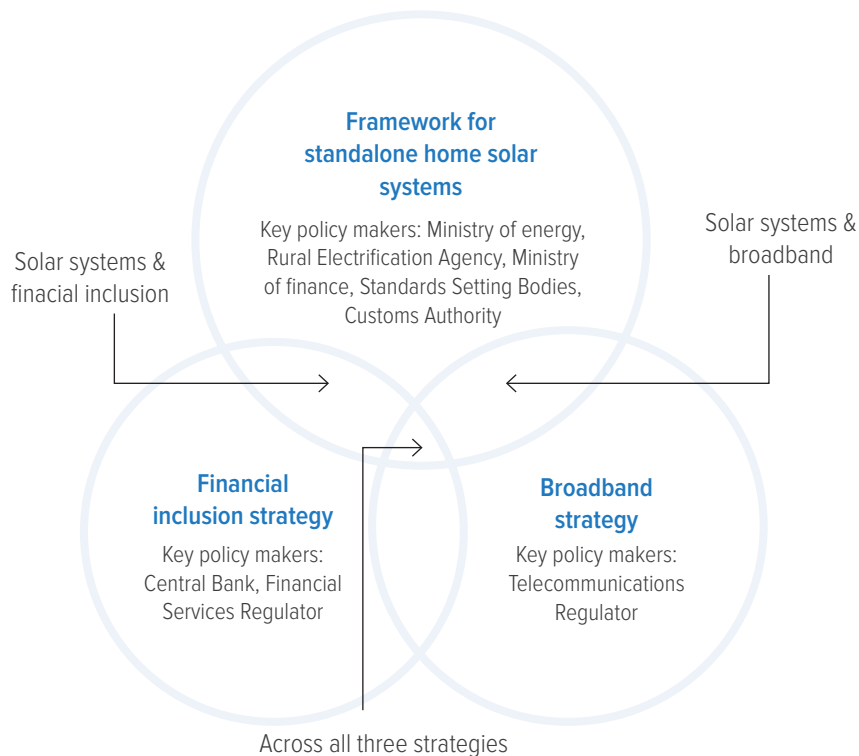 Framework for
standalone home solar
systems
Key policy makers: Ministry of energy,
Rural Electrification Agency, Ministry
of finance, Standards Setting Bodies,
Customs Authority
Solar systems &
finacial inclusion
Solar systems &
broadband
Financial
inclusion strategy
Key policy makers:
Central Bank, Financial
Services Regulator
Broadband
strategy
Key policy makers:
Telecommunications
Regulator
Across all three strategies